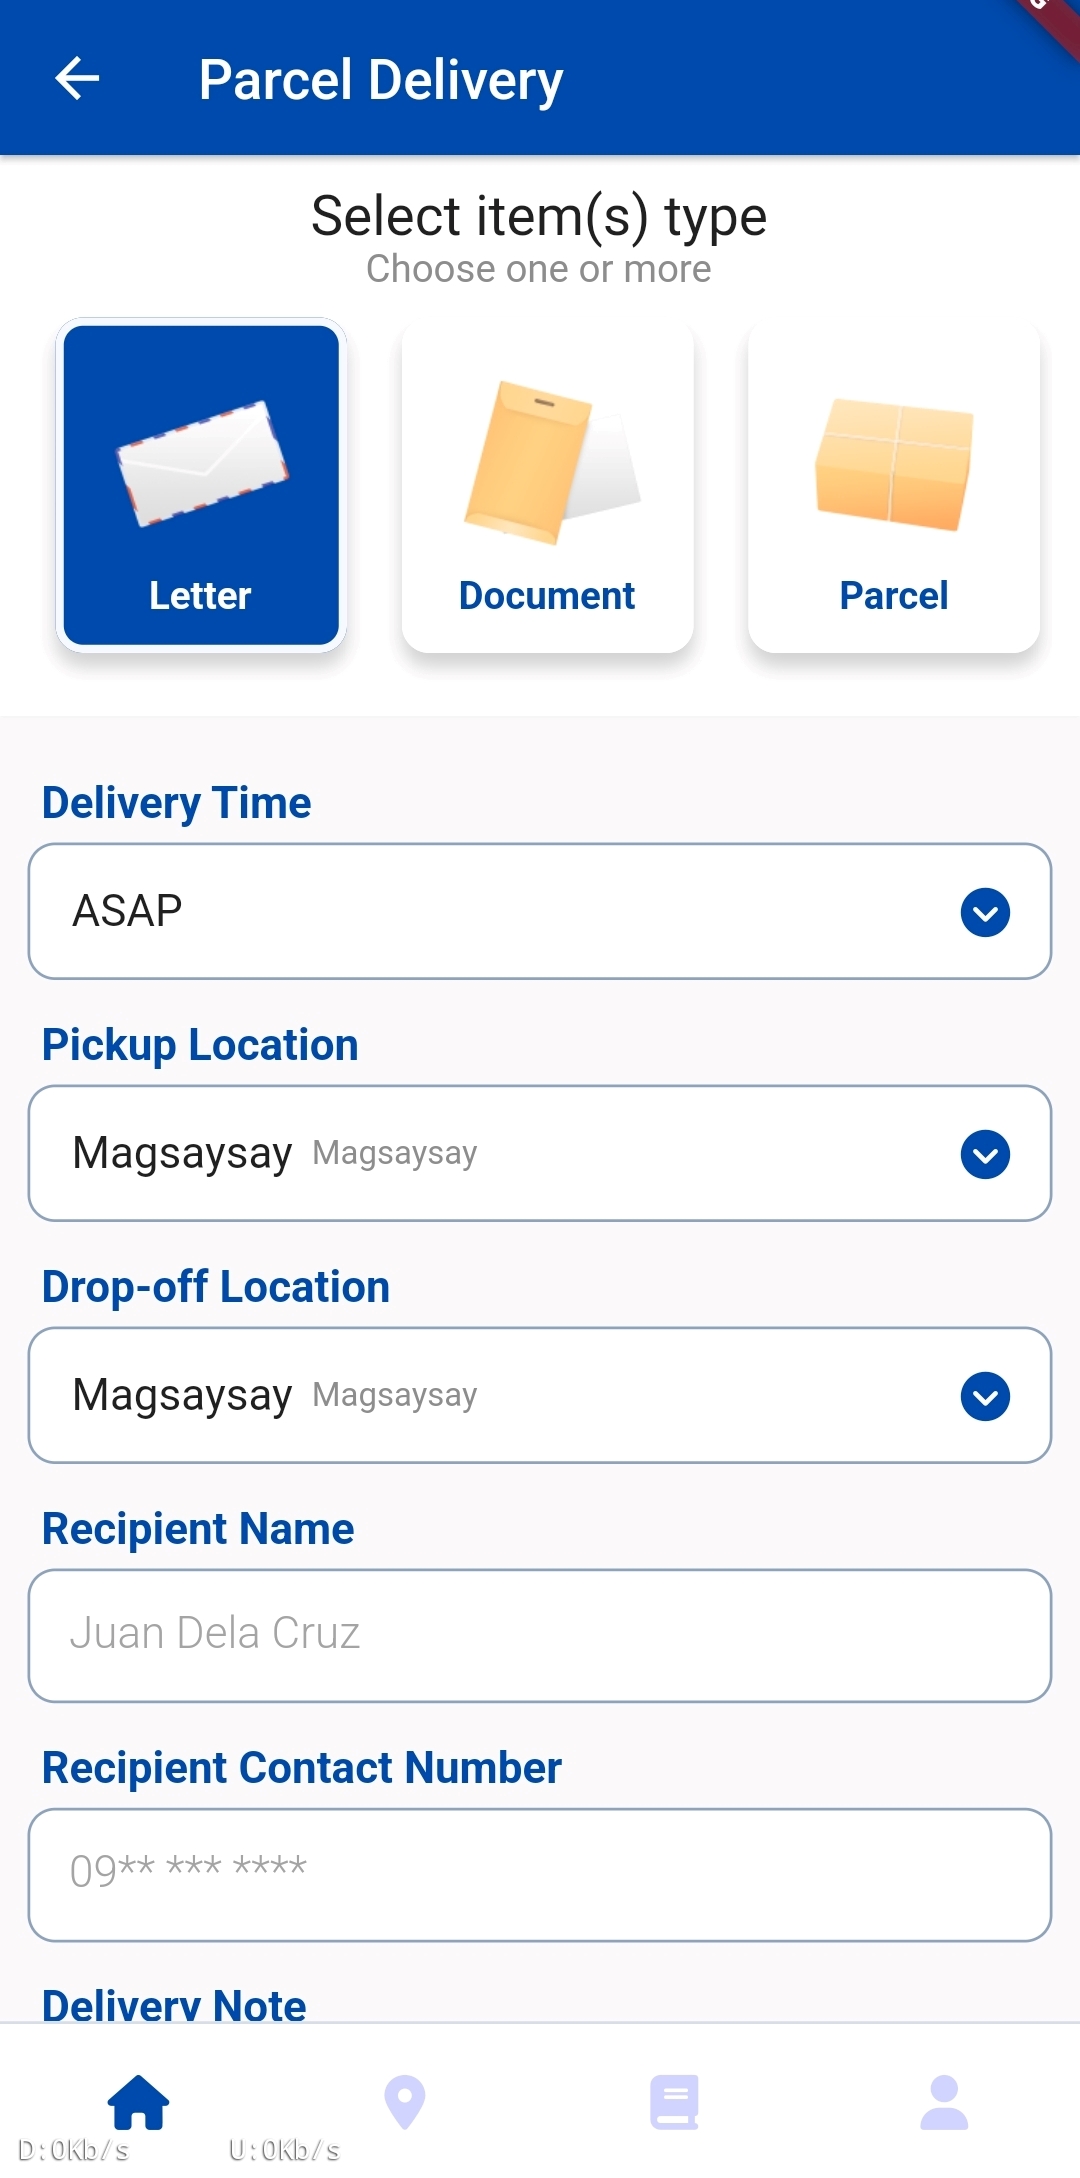 Parcel Delivery
Select item(s) type
Choose one or more
Letter Document Parcel
Delivery Time
ASAP
Pickup Location
Magsaysay Magsaysay
Drop-off Location
Magsaysay Magsaysay
Recipient Name
Juan Dela Cruz
Recipient Contact Number
09** *** ****
Delivery Note
D:0Kb/s U:0Kb/s